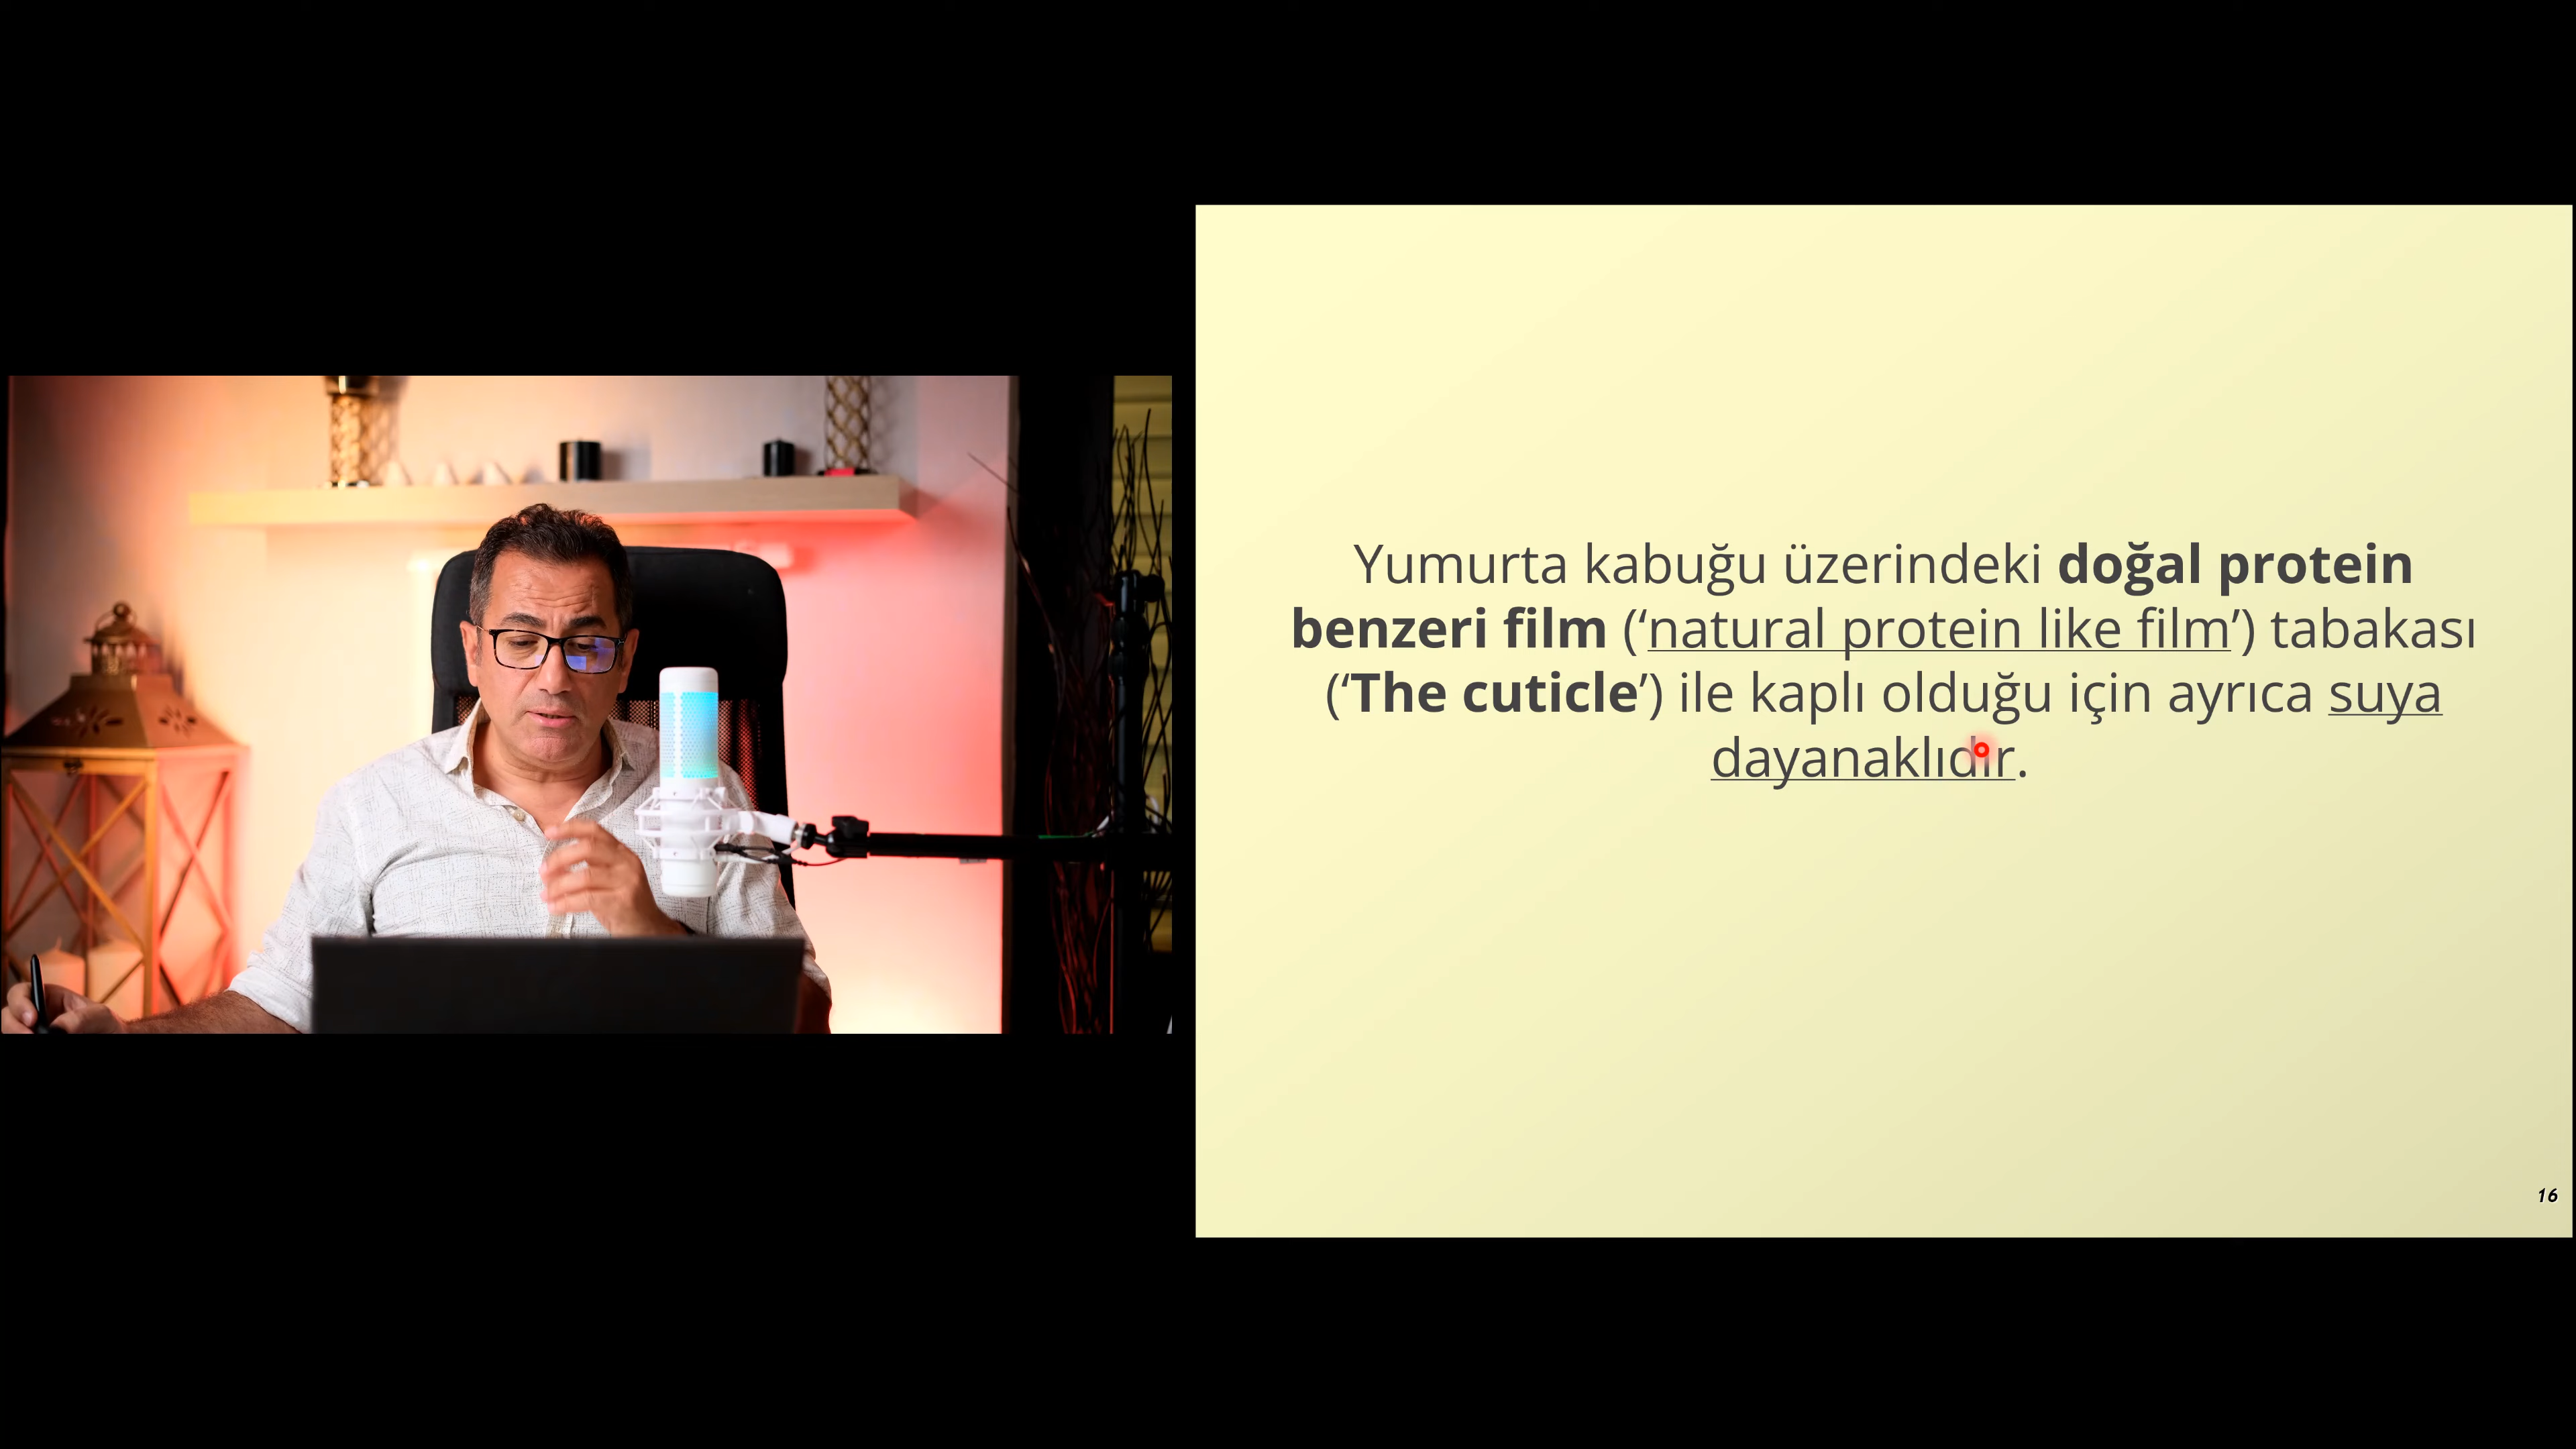 Yumurta kabuğu üzerindeki doğal protein
benzeri film (‘natural protein like film’) tabakası
(‘The cuticle’) ile kaplı olduğu için ayrıca suya
dayanaklıdır.
16